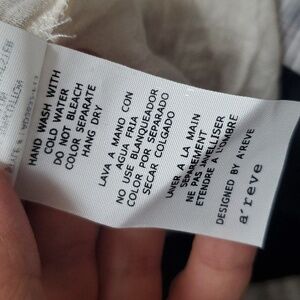 HAND WASH WITH
COLD WATER
DO NOT BLEACH
COLOR SEPARATE
HANG DRY
LAVA A MANO CON
AGUA FRIA
NO USE BLANQUEADOR
COLOR POR SEPARADO
SECAR COLGADO
LAVER A LA MAIN
SEPAREMENT
NE PAS JAVELLISER
ETENDRE A L'OMBRE
DESIGNED BY A'REVE
a'reve